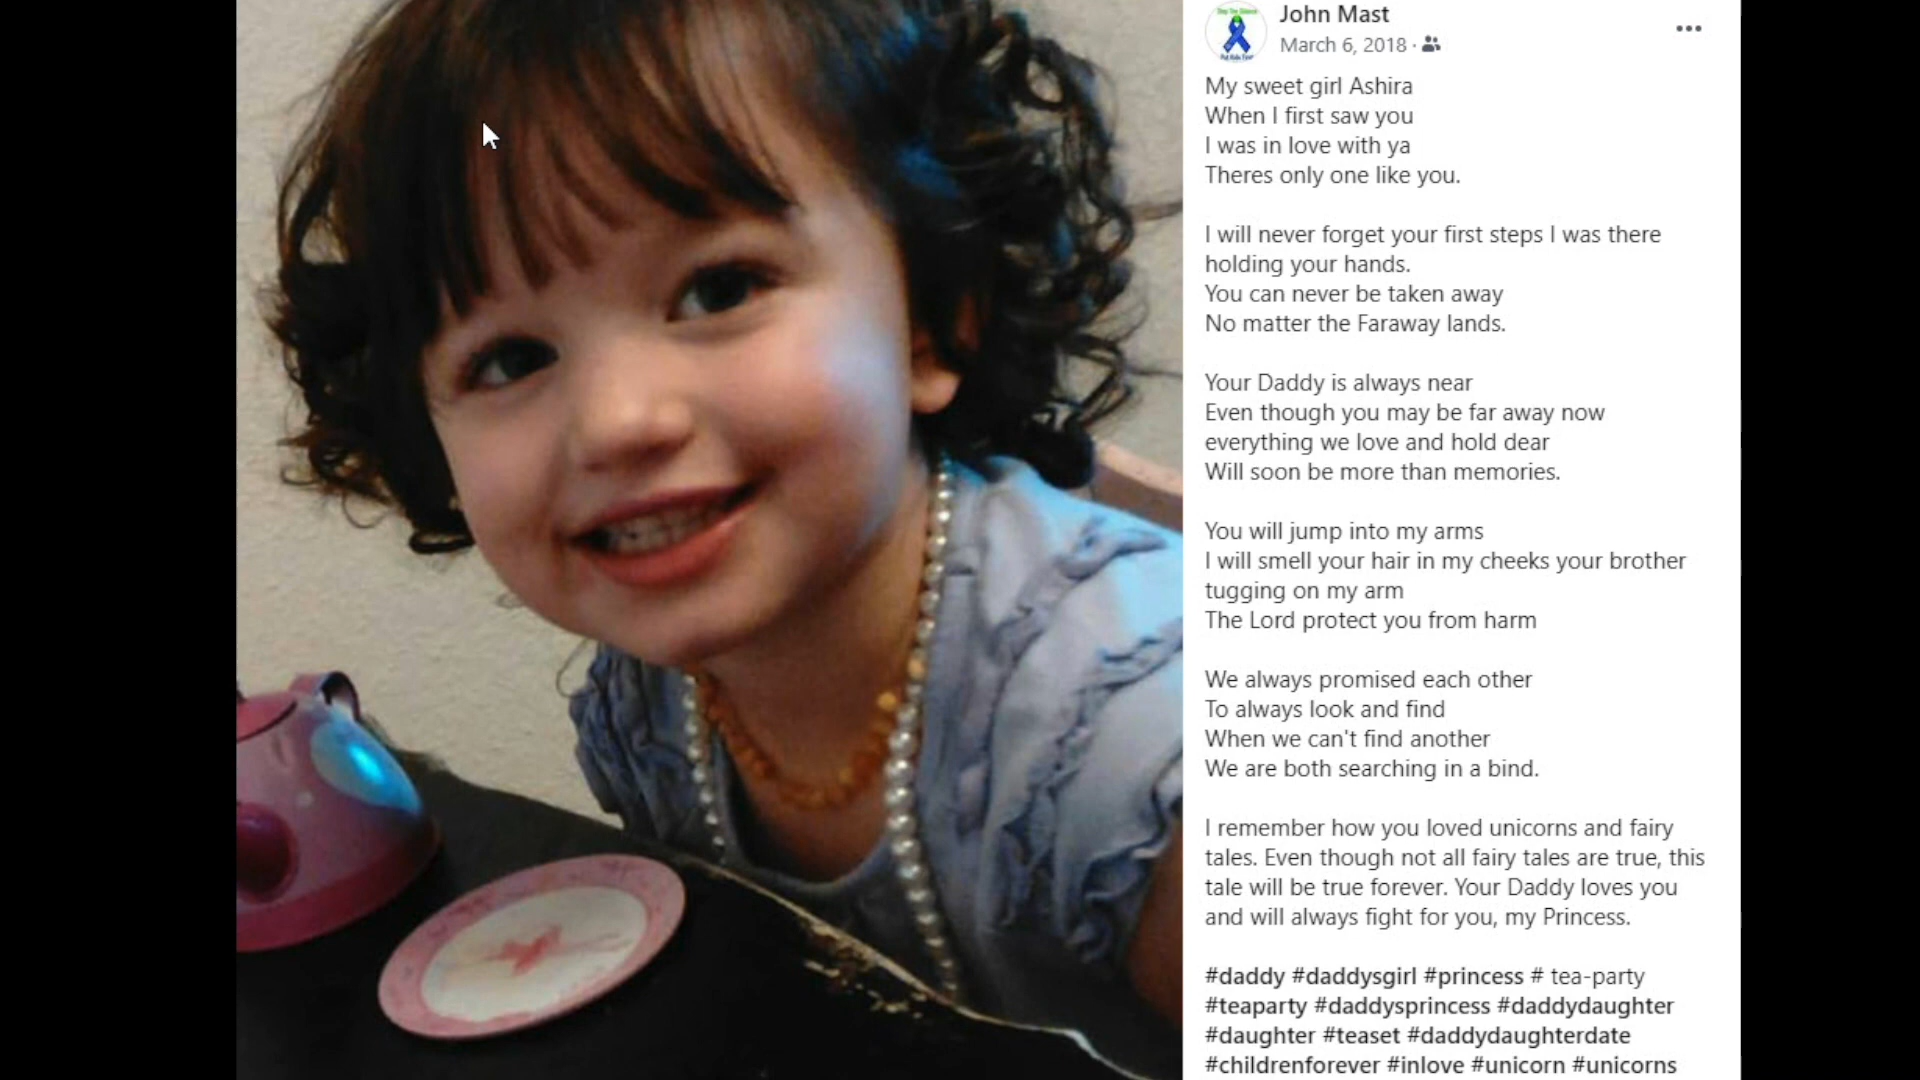 Stop The Silence
Put Kids First
John Mast
March 6, 2018 ·
My sweet girl Ashira
When I first saw you
I was in love with ya
Theres only one like you.
I will never forget your first steps I was there
holding your hands.
You can never be taken away
No matter the Faraway lands.
Your Daddy is always near
Even though you may be far away now
everything we love and hold dear
Will soon be more than memories.
You will jump into my arms
I will smell your hair in my cheeks your brother
tugging on my arm
The Lord protect you from harm
We always promised each other
To always look and find
When we can't find another
We are both searching in a bind.
I remember how you loved unicorns and fairy
tales. Even though not all fairy tales are true, this
tale will be true forever. Your Daddy loves you
and will always fight for you, my Princess.
#daddy #daddysgirl #princess # tea-party
#teaparty #daddysprincess #daddydaughter
#daughter #teaset #daddydaughterdate
#childrenforever #inlove #unicorn #unicorns